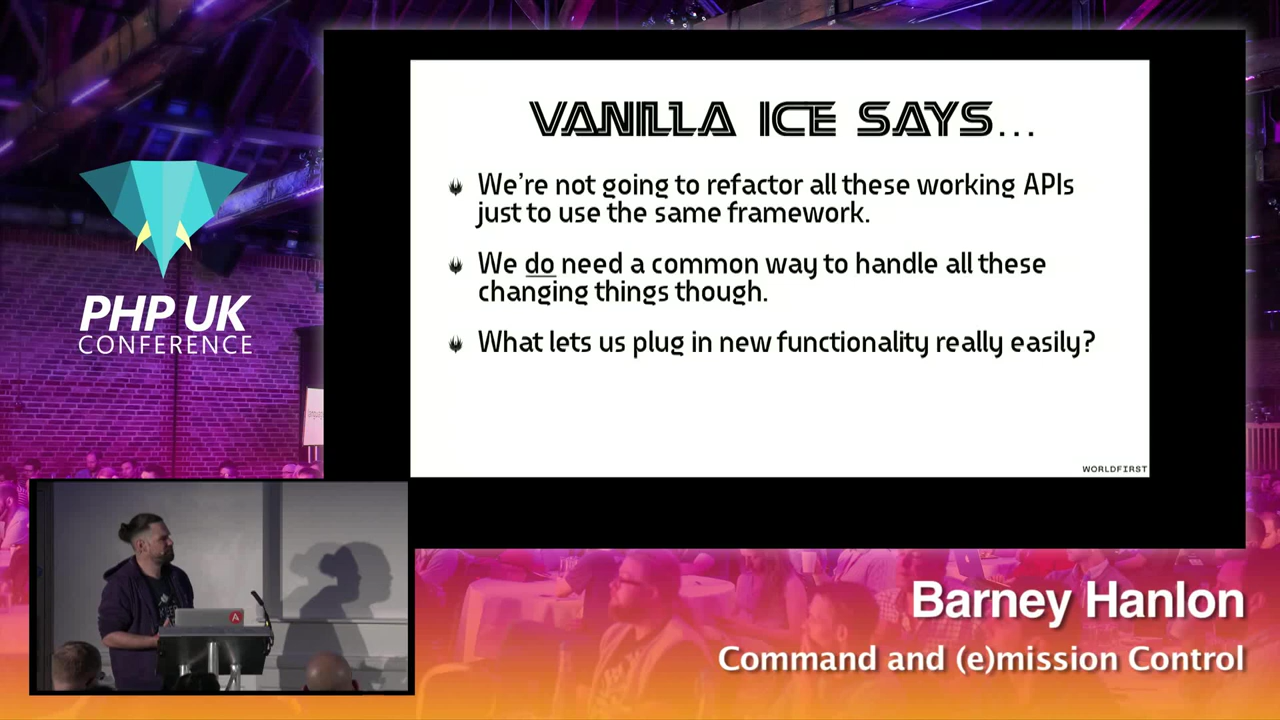 VANILLA ICE SAYS...
We're not going to refactor all these working APIs
just to use the same framework.
We do need a common way to handle all these
changing things though.
What lets us plug in new functionality really easily?
WORLDFIRST
PHP UK
CONFERENCE
Barney Hanlon
Command and (e)mission Control